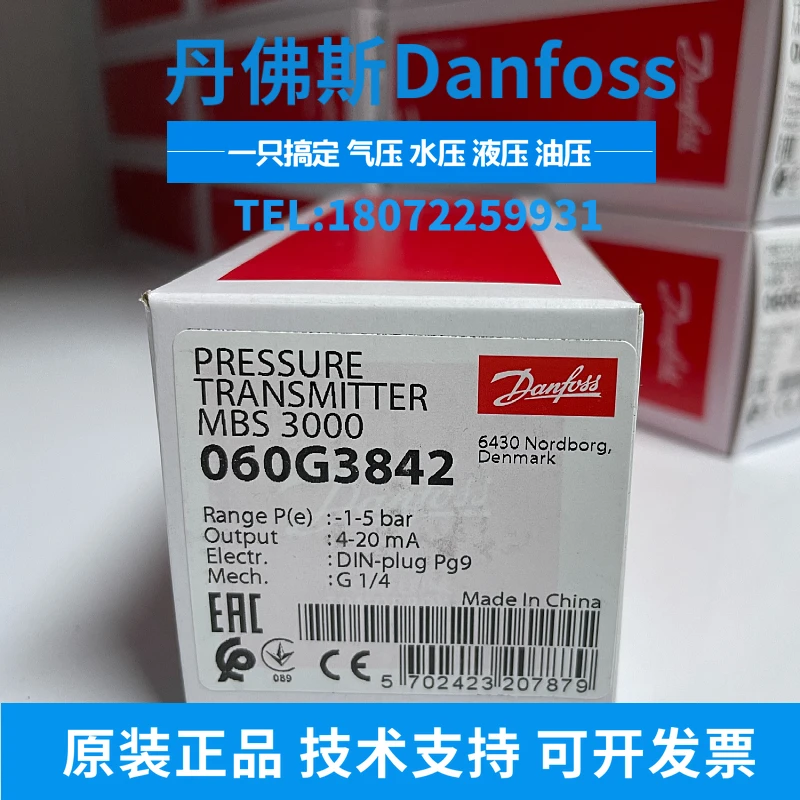 丹佛斯Danfoss
一只搞定 气压 水压 液压 油压
TEL:18072259931
Danfoss
Danfoss
PRESSURE
TRANSMITTER
MBS 3000
060G3842
Danfoss
6430 Nordborg,
Denmark
Range P(e) :-1-5 bar
Output :4-20 mA
Electr. :DIN-plug Pg9
Mech. :G 1/4
Made In China
EAC
089
CE
5 702423 207879
原装正品 技术支持 可开发票